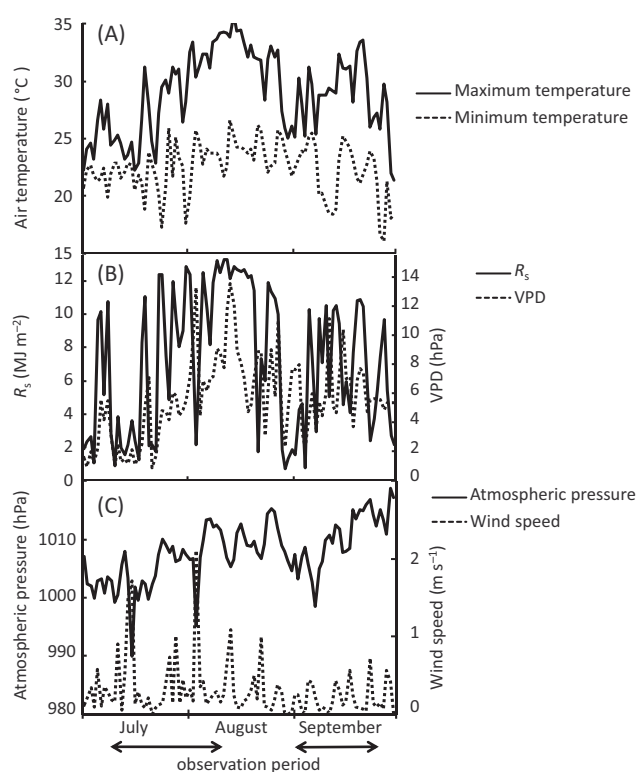 (A)
35
30
25
20
Air temperature (°C)
Maximum temperature
Minimum temperature
(B)
15
12
10
8
6
4
2
0
Rs (MJ m−2)
14
12
10
8
6
4
2
0
VPD (hPa)
Rs
VPD
(C)
1010
1000
990
980
Atmospheric pressure (hPa)
2
1
0
Wind speed (m s−1)
Atmospheric pressure
Wind speed
July August September
observation period